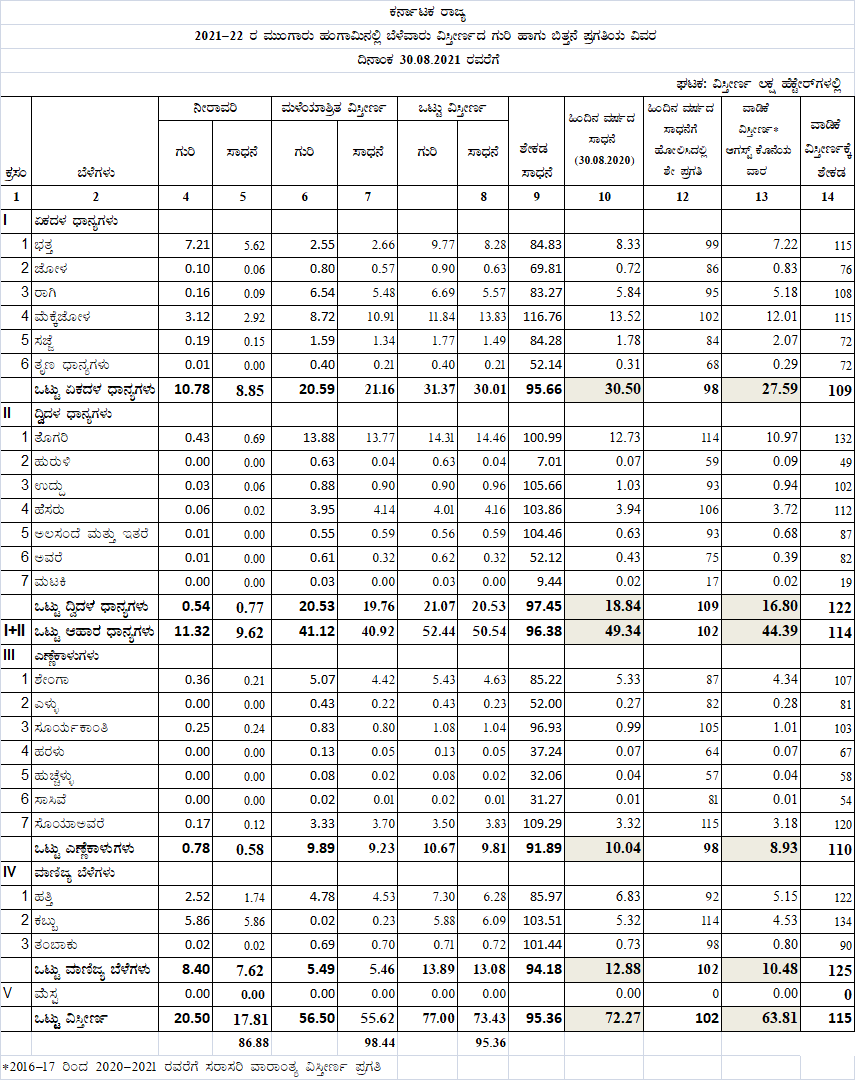 ಕರ್ನಾಟಕ ರಾಜ್ಯ
2021–22 ರ ಮುಂಗಾರು ಹಂಗಾಮಿನಲ್ಲಿ ಬೆಳೆವಾರು ವಿಸ್ತೀರ್ಣದ ಗುರಿ ಹಾಗು ಬಿತ್ತನೆ ಪ್ರಗತಿಯ ವಿವರ
ದಿನಾಂಕ 30.08.2021 ರವರೆಗೆ
ಘಟಕ: ವಿಸ್ತೀರ್ಣ ಲಕ್ಷ ಹೆಕ್ಟೇರ್‌ಗಳಲ್ಲಿ
ಕ್ರಸಂ ಬೆಳೆಗಳು ನೀರಾವರಿ ಮಳೆಯಾಶ್ರಿತ ವಿಸ್ತೀರ್ಣ ಒಟ್ಟು ವಿಸ್ತೀರ್ಣ ಶೇಕಡ ಸಾಧನೆ ಹಿಂದಿನ ವರ್ಷದ ಸಾಧನೆ (30.08.2020) ಹಿಂದಿನ ವರ್ಷದ ಸಾಧನೆಗೆ ಹೋಲಿಸಿದಲ್ಲಿ ಶೇ ಪ್ರಗತಿ ವಾಡಿಕೆ ವಿಸ್ತೀರ್ಣ* ಆಗಸ್ಟ್ ಕೊನೆಯ ವಾರ ವಾಡಿಕೆ ವಿಸ್ತೀರ್ಣಕ್ಕೆ ಶೇಕಡ
ಗುರಿ ಸಾಧನೆ ಗುರಿ ಸಾಧನೆ ಗುರಿ ಸಾಧನೆ
1 2 4 5 6 7 8 9 10 12 13 14
I ಏಕದಳ ಧಾನ್ಯಗಳು
1 ಭತ್ತ 7.21 5.62 2.55 2.66 9.77 8.28 84.83 8.33 99 7.22 115
2 ಜೋಳ 0.10 0.06 0.80 0.57 0.90 0.63 69.81 0.72 86 0.83 76
3 ರಾಗಿ 0.16 0.09 6.54 5.48 6.69 5.57 83.27 5.84 95 5.18 108
4 ಮೆಕ್ಕೆಜೋಳ 3.12 2.92 8.72 10.91 11.84 13.83 116.76 13.52 102 12.01 115
5 ಸಜ್ಜೆ 0.19 0.15 1.59 1.34 1.77 1.49 84.28 1.78 84 2.07 72
6 ತೃಣ ಧಾನ್ಯಗಳು 0.01 0.00 0.40 0.21 0.40 0.21 52.14 0.31 68 0.29 72
ಒಟ್ಟು ಏಕದಳ ಧಾನ್ಯಗಳು 10.78 8.85 20.59 21.16 31.37 30.01 95.66 30.50 98 27.59 109
II ದ್ವಿದಳ ಧಾನ್ಯಗಳು
1 ತೊಗರಿ 0.43 0.69 13.88 13.77 14.31 14.46 100.99 12.73 114 10.97 132
2 ಹುರುಳಿ 0.00 0.00 0.63 0.04 0.63 0.04 7.01 0.07 59 0.09 49
3 ಉದ್ದು 0.03 0.06 0.88 0.90 0.90 0.96 105.66 1.03 93 0.94 102
4 ಹೆಸರು 0.06 0.02 3.95 4.14 4.01 4.16 103.86 3.94 106 3.72 112
5 ಅಲಸಂದೆ ಮತ್ತು ಇತರೆ 0.01 0.00 0.55 0.59 0.56 0.59 104.46 0.63 93 0.68 87
6 ಅವರೆ 0.01 0.00 0.61 0.32 0.62 0.32 52.12 0.43 75 0.39 82
7 ಮಟಕಿ 0.00 0.00 0.03 0.00 0.03 0.00 9.44 0.02 17 0.02 19
ಒಟ್ಟು ದ್ವಿದಳ ಧಾನ್ಯಗಳು 0.54 0.77 20.53 19.76 21.07 20.53 97.45 18.84 109 16.80 122
I+II ಒಟ್ಟು ಆಹಾರ ಧಾನ್ಯಗಳು 11.32 9.62 41.12 40.92 52.44 50.54 96.38 49.34 102 44.39 114
III ಎಣ್ಣೆಕಾಳುಗಳು
1 ಶೇಂಗಾ 0.36 0.21 5.07 4.42 5.43 4.63 85.22 5.33 87 4.34 107
2 ಎಳ್ಳು 0.00 0.00 0.43 0.22 0.43 0.23 52.00 0.27 82 0.28 81
3 ಸೂರ್ಯಕಾಂತಿ 0.25 0.24 0.83 0.80 1.08 1.04 96.93 0.99 105 1.01 103
4 ಹರಳು 0.00 0.00 0.13 0.05 0.13 0.05 37.24 0.07 64 0.07 67
5 ಹುಚ್ಚೆಳ್ಳು 0.00 0.00 0.08 0.02 0.08 0.02 32.06 0.04 57 0.04 58
6 ಸಾಸಿವೆ 0.00 0.00 0.02 0.01 0.02 0.01 31.27 0.01 81 0.01 54
7 ಸೊಯಾಅವರೆ 0.17 0.12 3.33 3.70 3.50 3.83 109.29 3.32 115 3.18 120
ಒಟ್ಟು ಎಣ್ಣೆಕಾಳುಗಳು 0.78 0.58 9.89 9.23 10.67 9.81 91.89 10.04 98 8.93 110
IV ವಾಣಿಜ್ಯ ಬೆಳೆಗಳು
1 ಹತ್ತಿ 2.52 1.74 4.78 4.53 7.30 6.28 85.97 6.83 92 5.15 122
2 ಕಬ್ಬು 5.86 5.86 0.02 0.23 5.88 6.09 103.51 5.32 114 4.53 134
3 ತಂಬಾಕು 0.02 0.02 0.69 0.70 0.71 0.72 101.44 0.73 98 0.80 90
ಒಟ್ಟು ವಾಣಿಜ್ಯ ಬೆಳೆಗಳು 8.40 7.62 5.49 5.46 13.89 13.08 94.18 12.88 102 10.48 125
V ಮೆಸ್ಟ 0.00 0.00 0.00 0.00 0.00 0.00 0.00 0 0.00 0
ಒಟ್ಟು ವಿಸ್ತೀರ್ಣ 20.50 17.81 56.50 55.62 77.00 73.43 95.36 72.27 102 63.81 115
86.88 98.44 95.36
*2016–17 ರಿಂದ 2020–2021 ರವರೆಗೆ ಸರಾಸರಿ ವಾರಾಂತ್ಯ ವಿಸ್ತೀರ್ಣ ಪ್ರಗತಿ